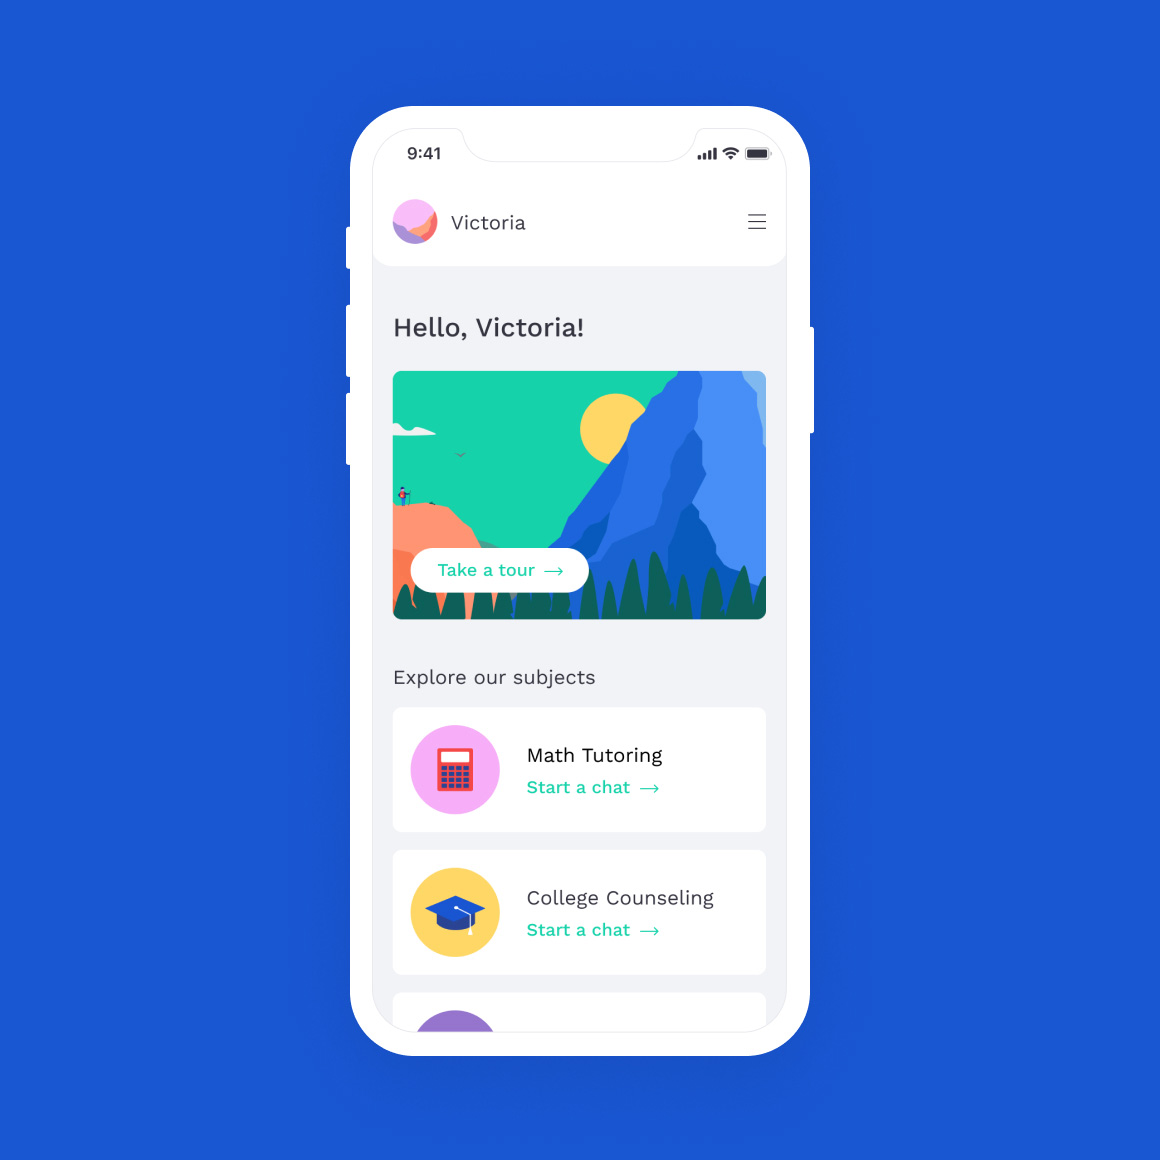 9:41
Victoria
Hello, Victoria!
Take a tour →
Explore our subjects
Math Tutoring
Start a chat →
College Counseling
Start a chat →